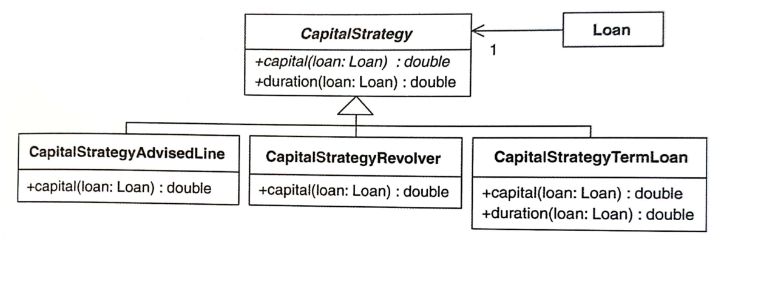 CapitalStrategy
+capital(loan: Loan) : double
+duration(loan: Loan) : double
Loan
1
CapitalStrategyAdvisedLine
+capital(loan: Loan) : double
CapitalStrategyRevolver
+capital(loan: Loan) : double
CapitalStrategyTermLoan
+capital(loan: Loan) : double
+duration(loan: Loan) : double